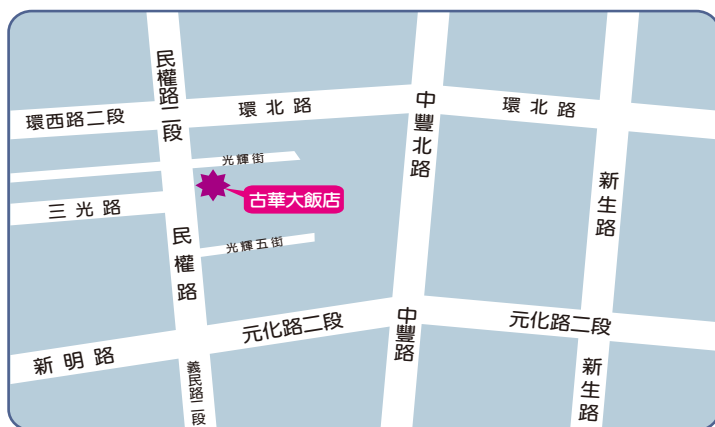 民權路二段
環西路二段
環北路
中豐北路
環北路
光輝街
古華大飯店
新生路
三光路
民權路
光輝五街
元化路二段
中豐路
元化路二段
新明路
義民路二段
新生路